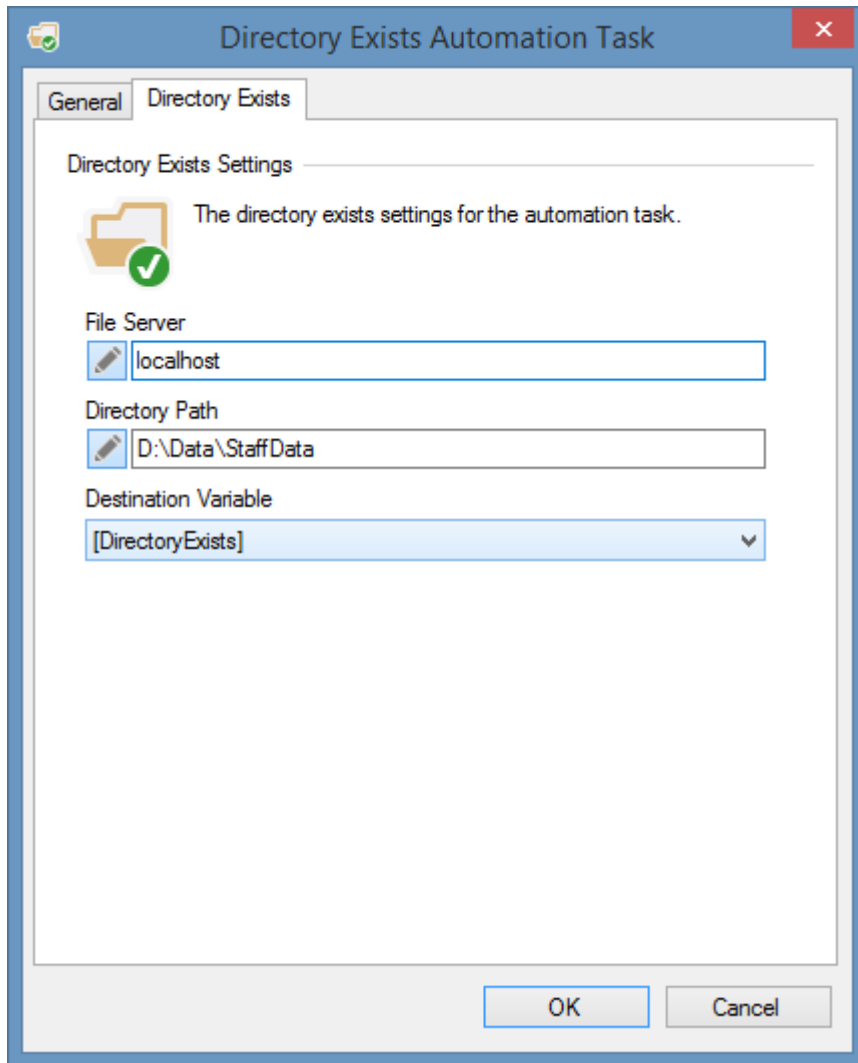 Directory Exists Automation Task
General
Directory Exists
Directory Exists Settings
The directory exists settings for the automation task.
File Server
localhost
Directory Path
D:\Data\StaffData
Destination Variable
[DirectoryExists]
OK
Cancel